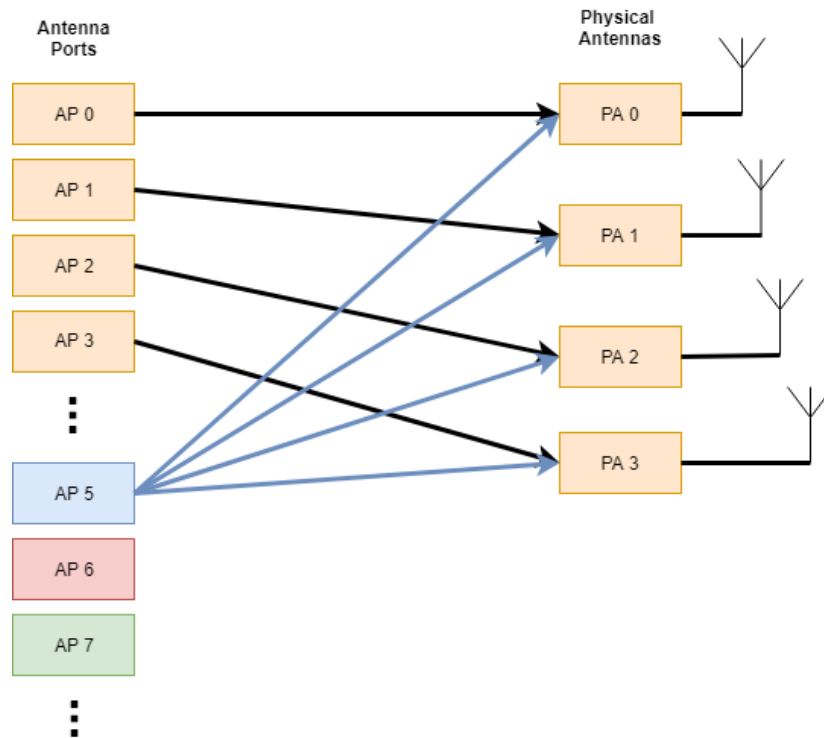 Antenna
Ports
Physical
Antennas
AP 0
PA 0
AP 1
PA 1
AP 2
PA 2
AP 3
PA 3
AP 5
AP 6
AP 7